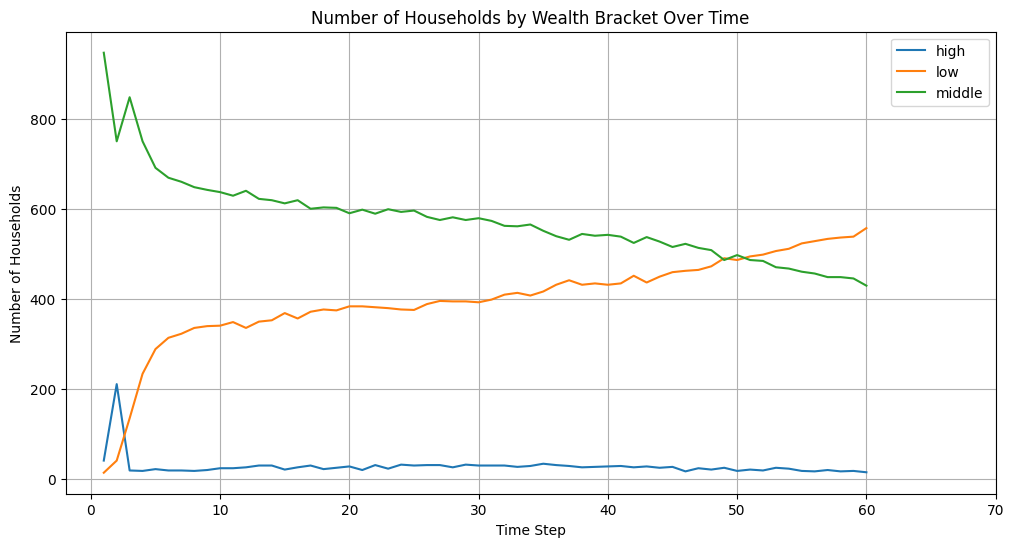 Number of Households by Wealth Bracket Over Time
high
low
middle
Number of Households
800
600
400
200
0
0 10 20 30 40 50 60 70
Time Step